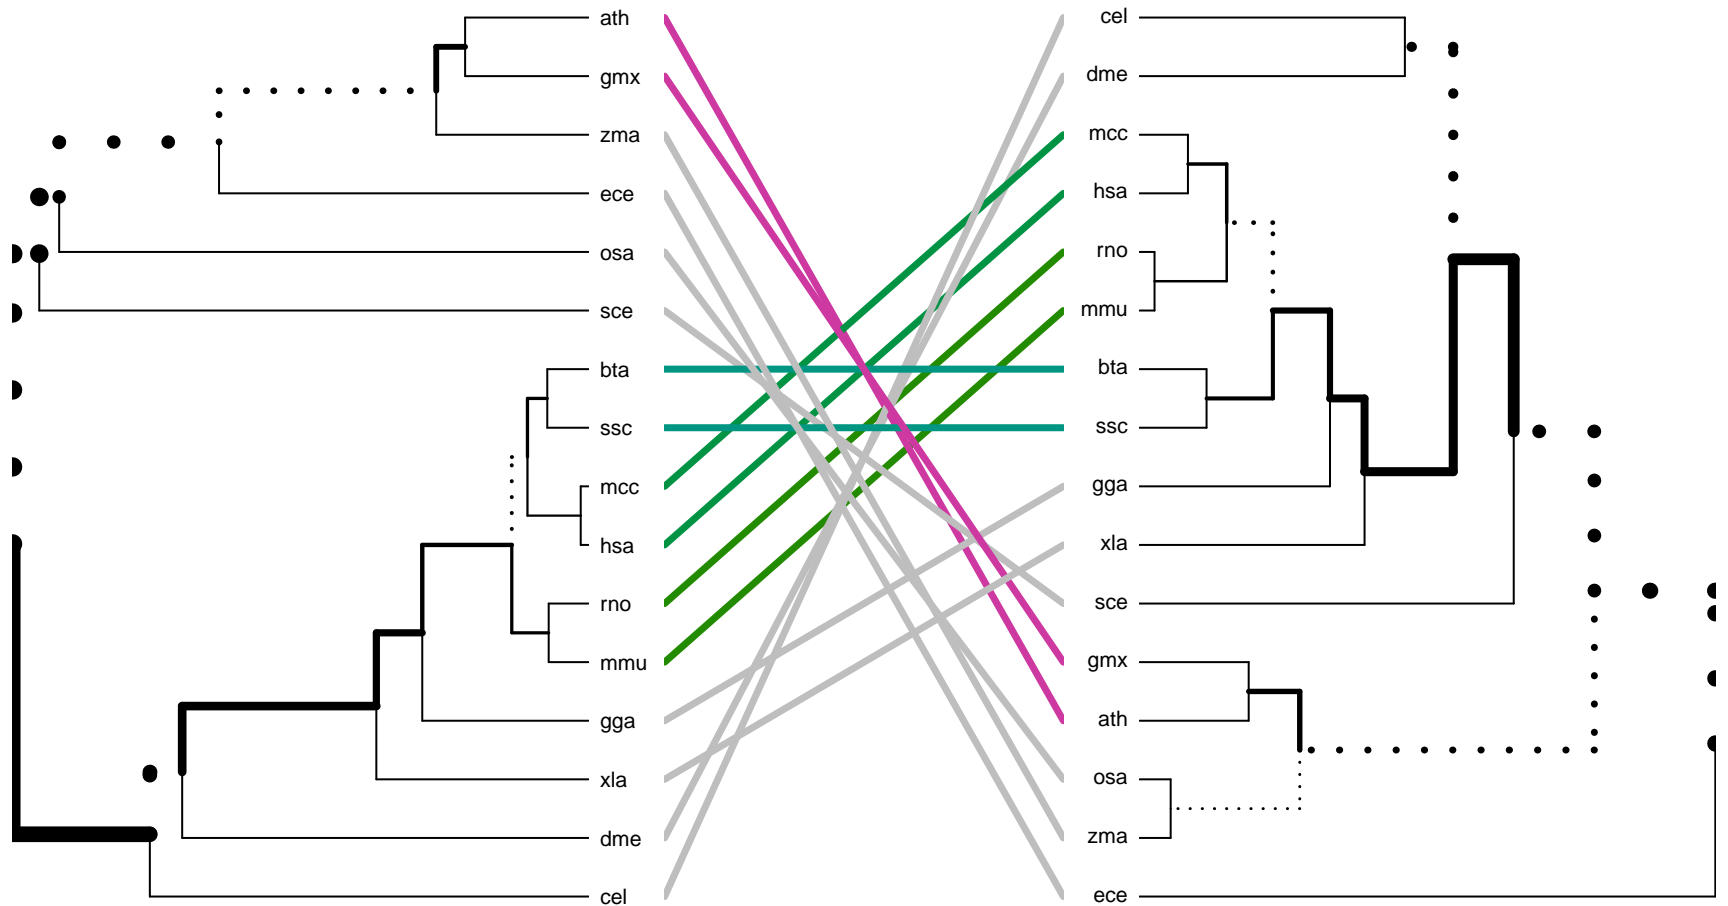 ath
gmx
zma
ece
osa
sce
bta
ssc
mcc
hsa
rno
mmu
gga
xla
dme
cel
cel
dme
mcc
hsa
rno
mmu
bta
ssc
gga
xla
sce
gmx
ath
osa
zma
ece